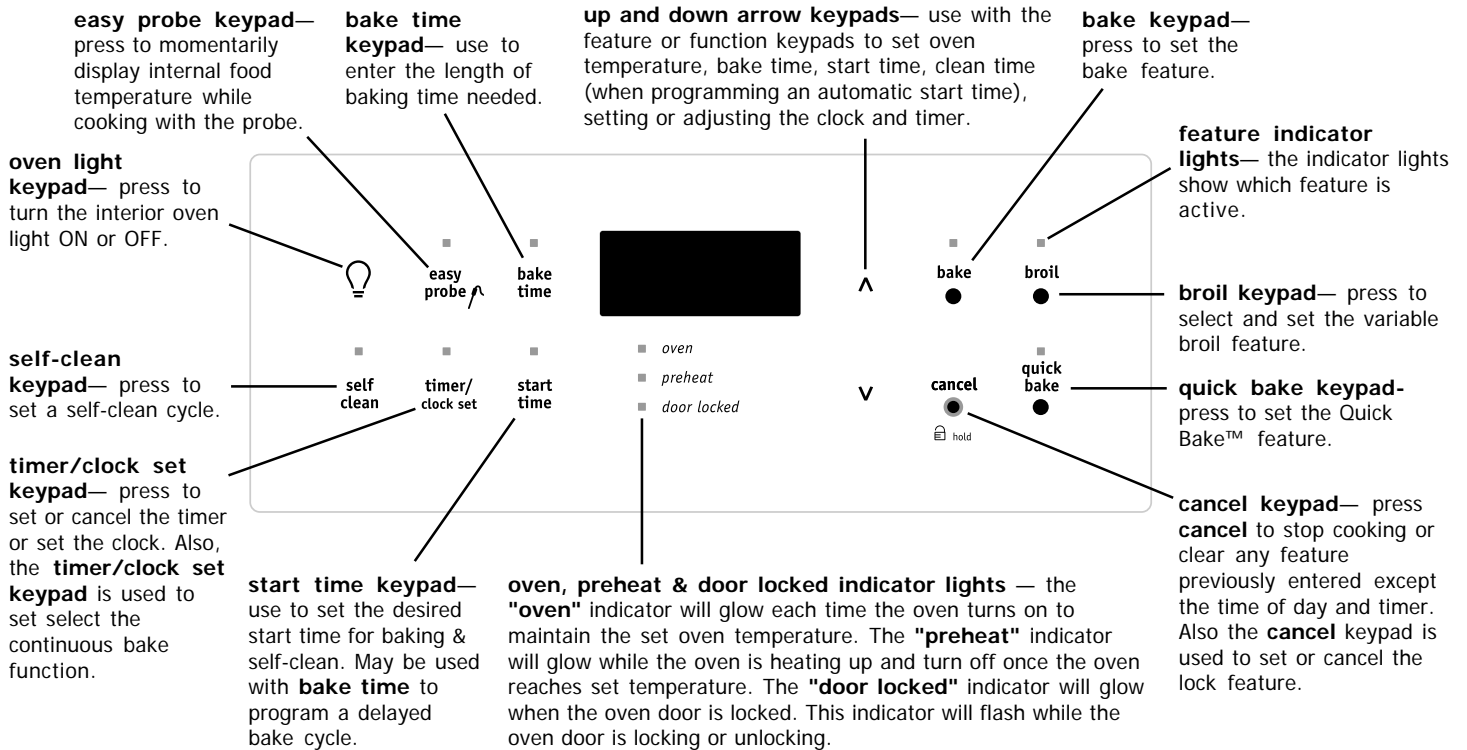 easy probe keypad—
press to momentarily
display internal food
temperature while
cooking with the probe.
bake time
keypad— use to
enter the length of
baking time needed.
up and down arrow keypads— use with the
feature or function keypads to set oven
temperature, bake time, start time, clean time
(when programming an automatic start time),
setting or adjusting the clock and timer.
bake keypad—
press to set the
bake feature.
feature indicator
lights— the indicator lights
show which feature is
active.
oven light
keypad— press to
turn the interior oven
light ON or OFF.
easy
probe
bake
time
bake
broil
broil keypad— press to
select and set the variable
broil feature.
self-clean
keypad— press to
set a self-clean cycle.
self
clean
timer/
clock set
start
time
oven
preheat
door locked
cancel
hold
quick
bake
quick bake keypad-
press to set the Quick
Bake™ feature.
timer/clock set
keypad— press to
set or cancel the timer
or set the clock. Also,
the timer/clock set
keypad is used to
set select the
continuous bake
function.
start time keypad—
use to set the desired
start time for baking &
self-clean. May be used
with bake time to
program a delayed
bake cycle.
oven, preheat & door locked indicator lights — the
"oven" indicator will glow each time the oven turns on to
maintain the set oven temperature. The "preheat" indicator
will glow while the oven is heating up and turn off once the oven
reaches set temperature. The "door locked" indicator will glow
when the oven door is locked. This indicator will flash while the
oven door is locking or unlocking.
cancel keypad— press
cancel to stop cooking or
clear any feature
previously entered except
the time of day and timer.
Also the cancel keypad is
used to set or cancel the
lock feature.